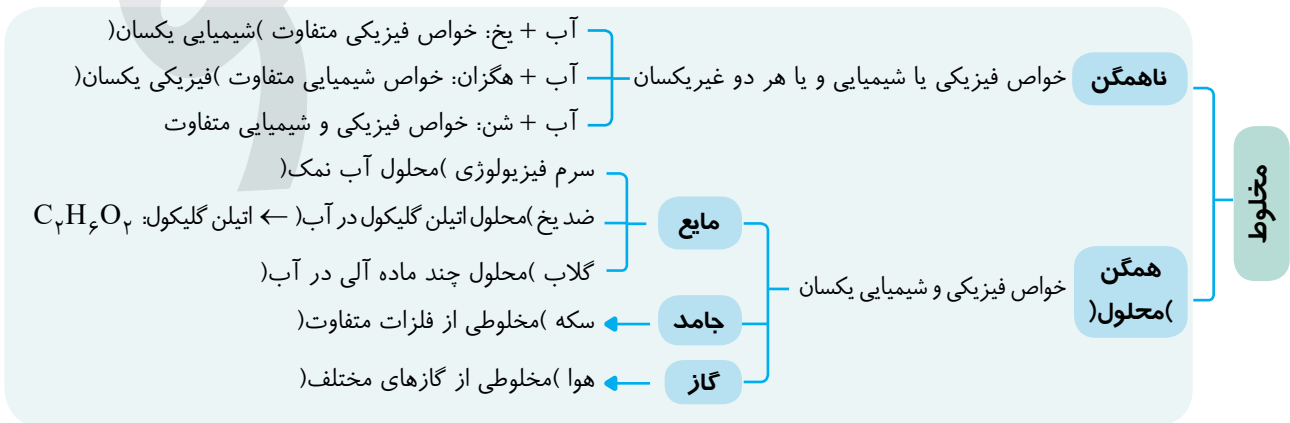 مخلوط
ناهمگن
خواص فیزیکی یا شیمیایی و یا هر دو غیریکسان
آب + یخ: خواص فیزیکی متفاوت )شیمیایی یکسان(
آب + هگزان: خواص شیمیایی متفاوت )فیزیکی یکسان(
آب + شن: خواص فیزیکی و شیمیایی متفاوت
همگن
)محلول(
خواص فیزیکی و شیمیایی یکسان
مایع
سرم فیزیولوژی )محلول آب نمک(
ضد یخ )محلول اتیلن گلیکول در آب( ← اتیلن گلیکول: C۲H۶O۲
گلاب )محلول چند ماده آلی در آب(
جامد
سکه )مخلوطی از فلزات متفاوت(
گاز
هوا )مخلوطی از گازهای مختلف(